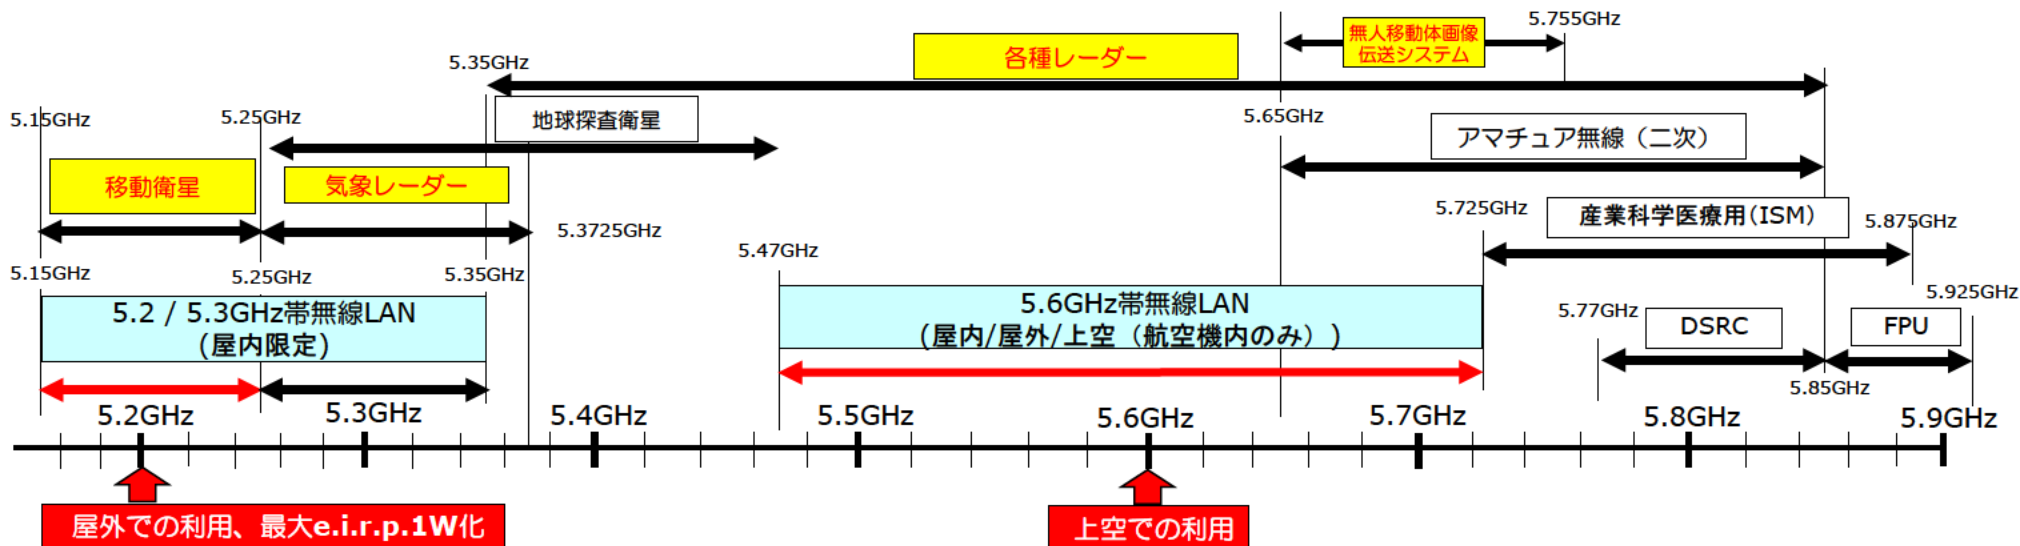 5.755GHz
無人移動体画像
伝送システム
各種レーダー
5.35GHz
5.15GHz
5.25GHz
地球探査衛星
5.65GHz
アマチュア無線（二次）
移動衛星
気象レーダー
5.725GHz
産業科学医療用(ISM)
5.875GHz
5.3725GHz
5.47GHz
5.15GHz
5.25GHz
5.35GHz
5.2 / 5.3GHz帯無線LAN
(屋内限定)
5.6GHz帯無線LAN
(屋内/屋外/上空（航空機内のみ）)
5.925GHz
5.77GHz
DSRC
FPU
5.85GHz
5.2GHz
5.3GHz
5.4GHz
5.5GHz
5.6GHz
5.7GHz
5.8GHz
5.9GHz
屋外での利用、最大e.i.r.p.1W化
上空での利用